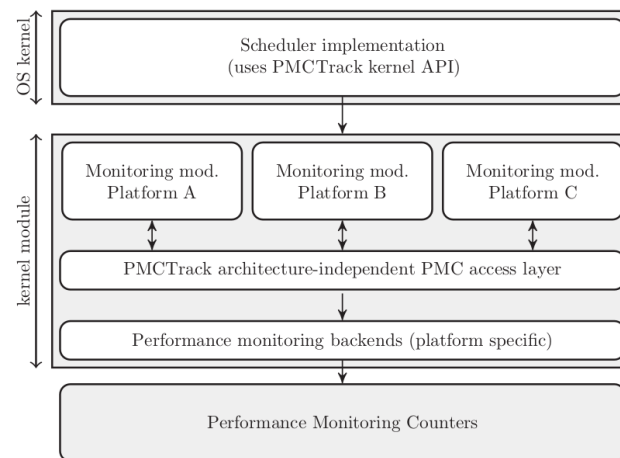 OS kernel
Scheduler implementation
(uses PMCTrack kernel API)
kernel module
Monitoring mod.
Platform A
Monitoring mod.
Platform B
Monitoring mod.
Platform C
PMCTrack architecture-independent PMC access layer
Performance monitoring backends (platform specific)
Performance Monitoring Counters